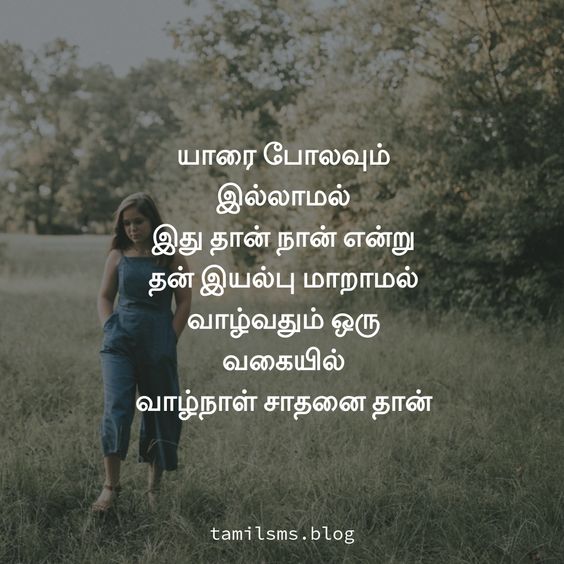 யாரை போலவும்
இல்லாமல்
இது தான் நான் என்று
தன் இயல்பு மாறாமல்
வாழ்வதும் ஒரு
வகையில்
வாழ்நாள் சாதனை தான்
tamilsms.blog